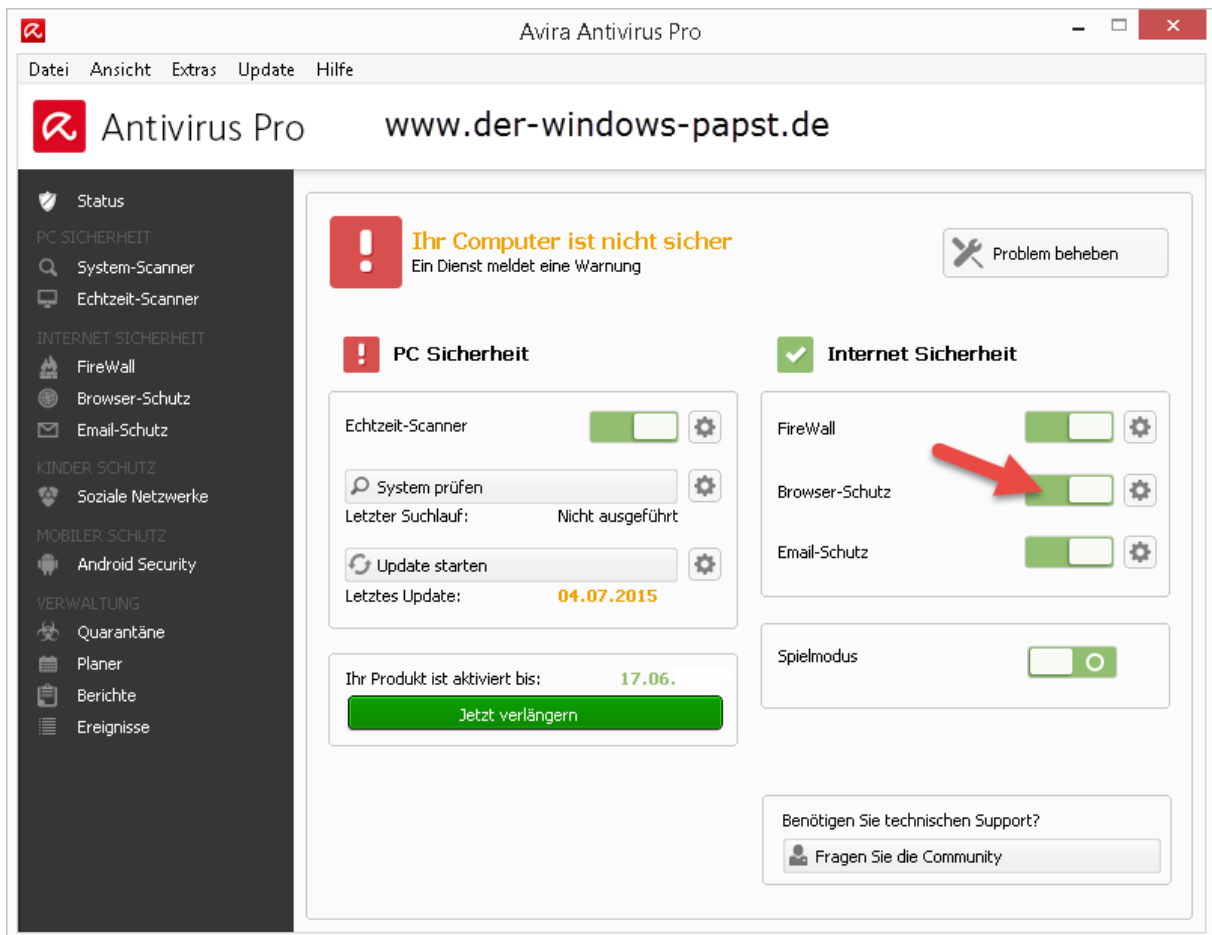 Avira Antivirus Pro
Datei Ansicht Extras Update Hilfe
Antivirus Pro www.der-windows-papst.de
Status
PC SICHERHEIT
System-Scanner
Echtzeit-Scanner
INTERNET SICHERHEIT
FireWall
Browser-Schutz
Email-Schutz
KINDER SCHUTZ
Soziale Netzwerke
MOBILER SCHUTZ
Android Security
VERWALTUNG
Quarantäne
Planer
Berichte
Ereignisse
Ihr Computer ist nicht sicher
Ein Dienst meldet eine Warnung
Problem beheben
PC Sicherheit
Echtzeit-Scanner
System prüfen
Letzter Suchlauf: Nicht ausgeführt
Update starten
Letztes Update: 04.07.2015
Ihr Produkt ist aktiviert bis: 17.06.
Jetzt verlängern
Internet Sicherheit
FireWall
Browser-Schutz
Email-Schutz
Spielmodus
Benötigen Sie technischen Support?
Fragen Sie die Community